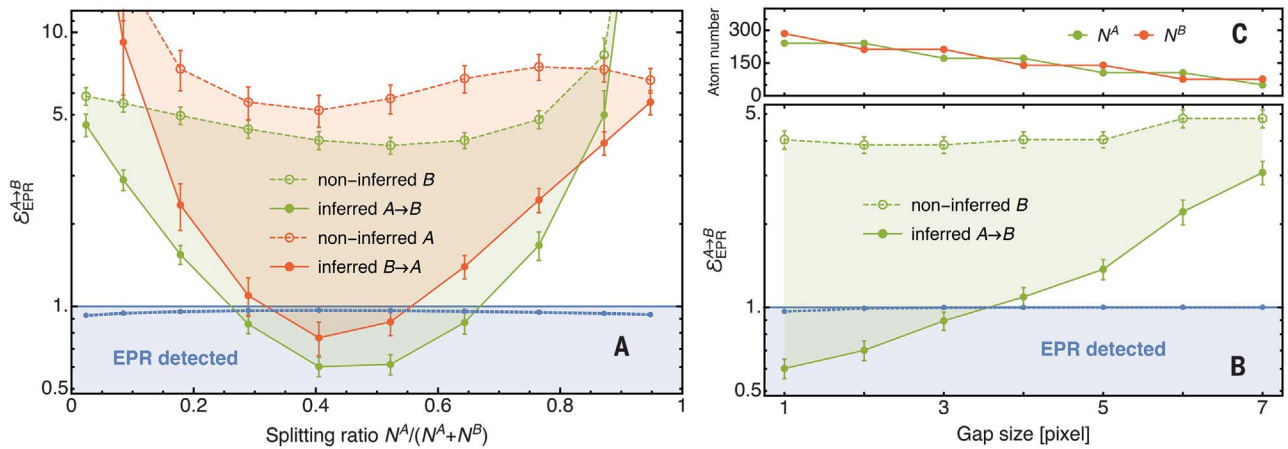 10.
5.
1.
0.5
ℰ_EPR^A→B
non−inferred B
inferred A→B
non−inferred A
inferred B→A
EPR detected
A
0 0.2 0.4 0.6 0.8 1
Splitting ratio N^A/(N^A+N^B)
Atom number
300
150
0
N^A N^B
C
5.
1.
0.5
ℰ_EPR^A→B
non−inferred B
inferred A→B
EPR detected
B
1 3 5 7
Gap size [pixel]